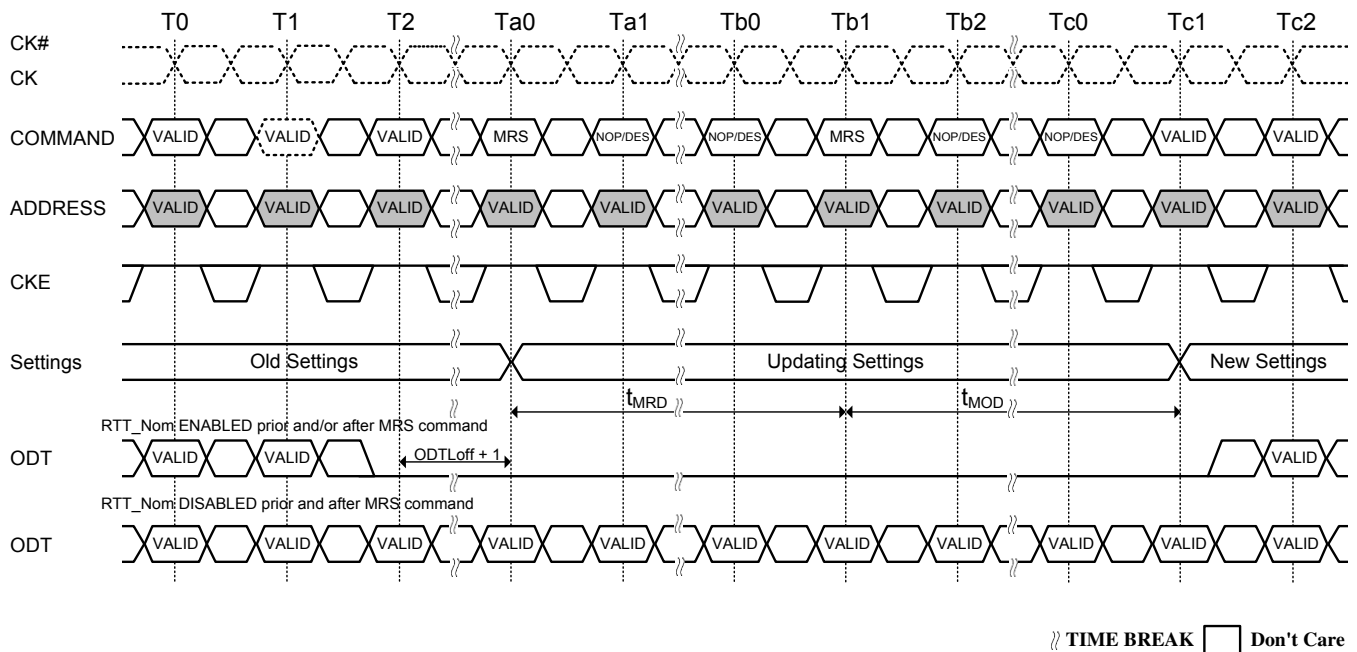 T0 T1 T2 Ta0 Ta1 Tb0 Tb1 Tb2 Tc0 Tc1 Tc2
CK#
CK
COMMAND VALID VALID VALID MRS NOP/DES NOP/DES MRS NOP/DES NOP/DES VALID VALID
ADDRESS VALID VALID VALID VALID VALID VALID VALID VALID VALID VALID VALID
CKE
Settings Old Settings Updating Settings New Settings
tMRD tMOD
RTT_Nom ENABLED prior and/or after MRS command
ODT VALID VALID ODTLoff + 1 VALID
RTT_Nom DISABLED prior and after MRS command
ODT VALID VALID VALID VALID VALID VALID VALID VALID VALID VALID VALID
TIME BREAK Don't Care